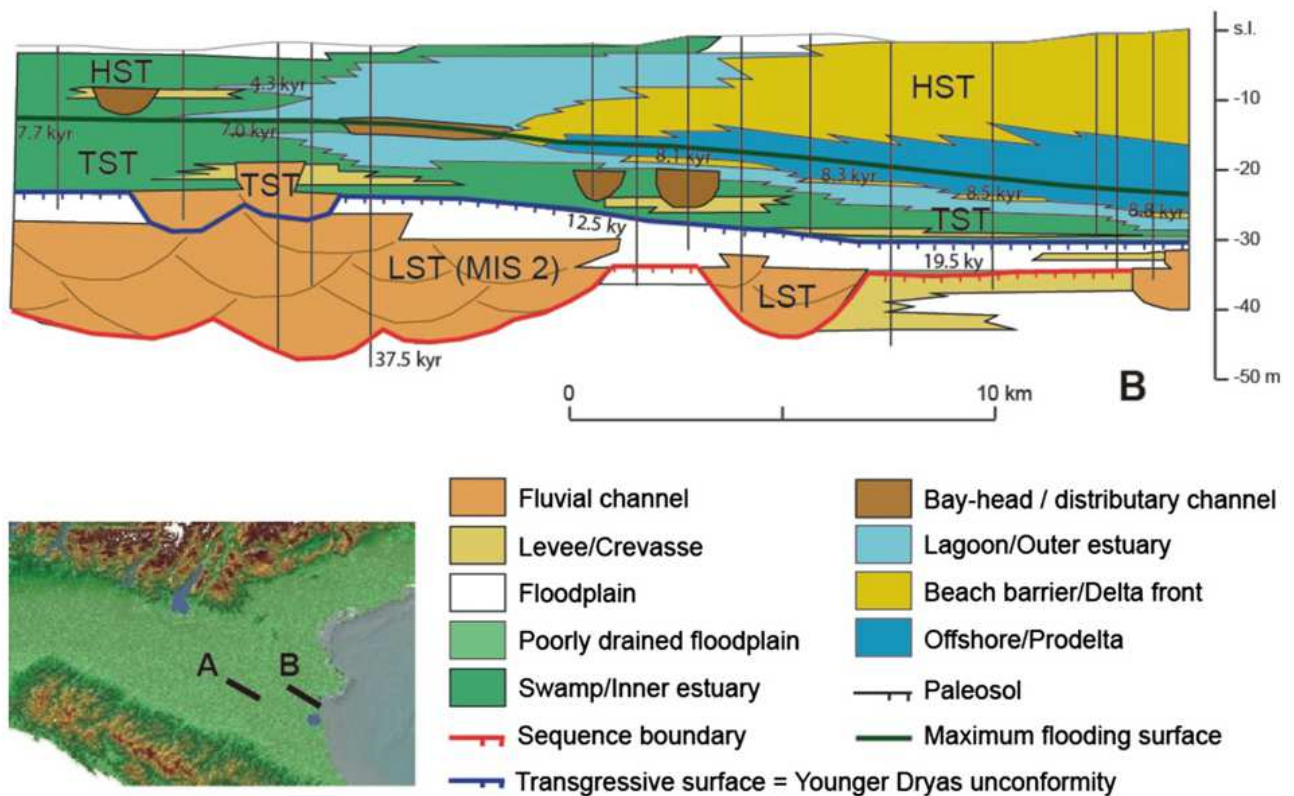 s.l.
HST
4.3 kyr
HST
-10
7.7 kyr
7.0 kyr
TST
8.1 kyr
-20
TST
8.3 kyr
8.5 kyr
8.8 kyr
12.5 ky
TST
-30
LST (MIS 2)
19.5 ky
LST
-40
37.5 kyr
-50 m
B
0
10 km
Fluvial channel
Levee/Crevasse
Floodplain
Poorly drained floodplain
Swamp/Inner estuary
Sequence boundary
Transgressive surface = Younger Dryas unconformity
Bay-head / distributary channel
Lagoon/Outer estuary
Beach barrier/Delta front
Offshore/Prodelta
Paleosol
Maximum flooding surface
A
B